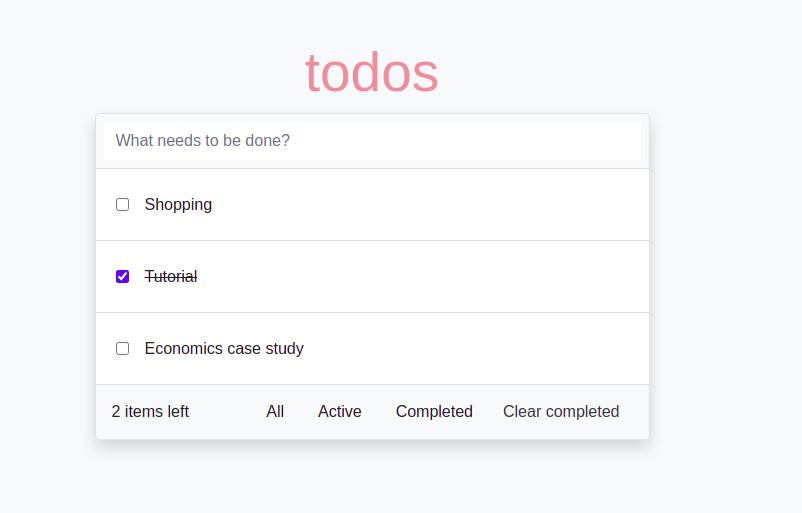 todos
What needs to be done?
Shopping
Tutorial
Economics case study
2 items left All Active Completed Clear completed